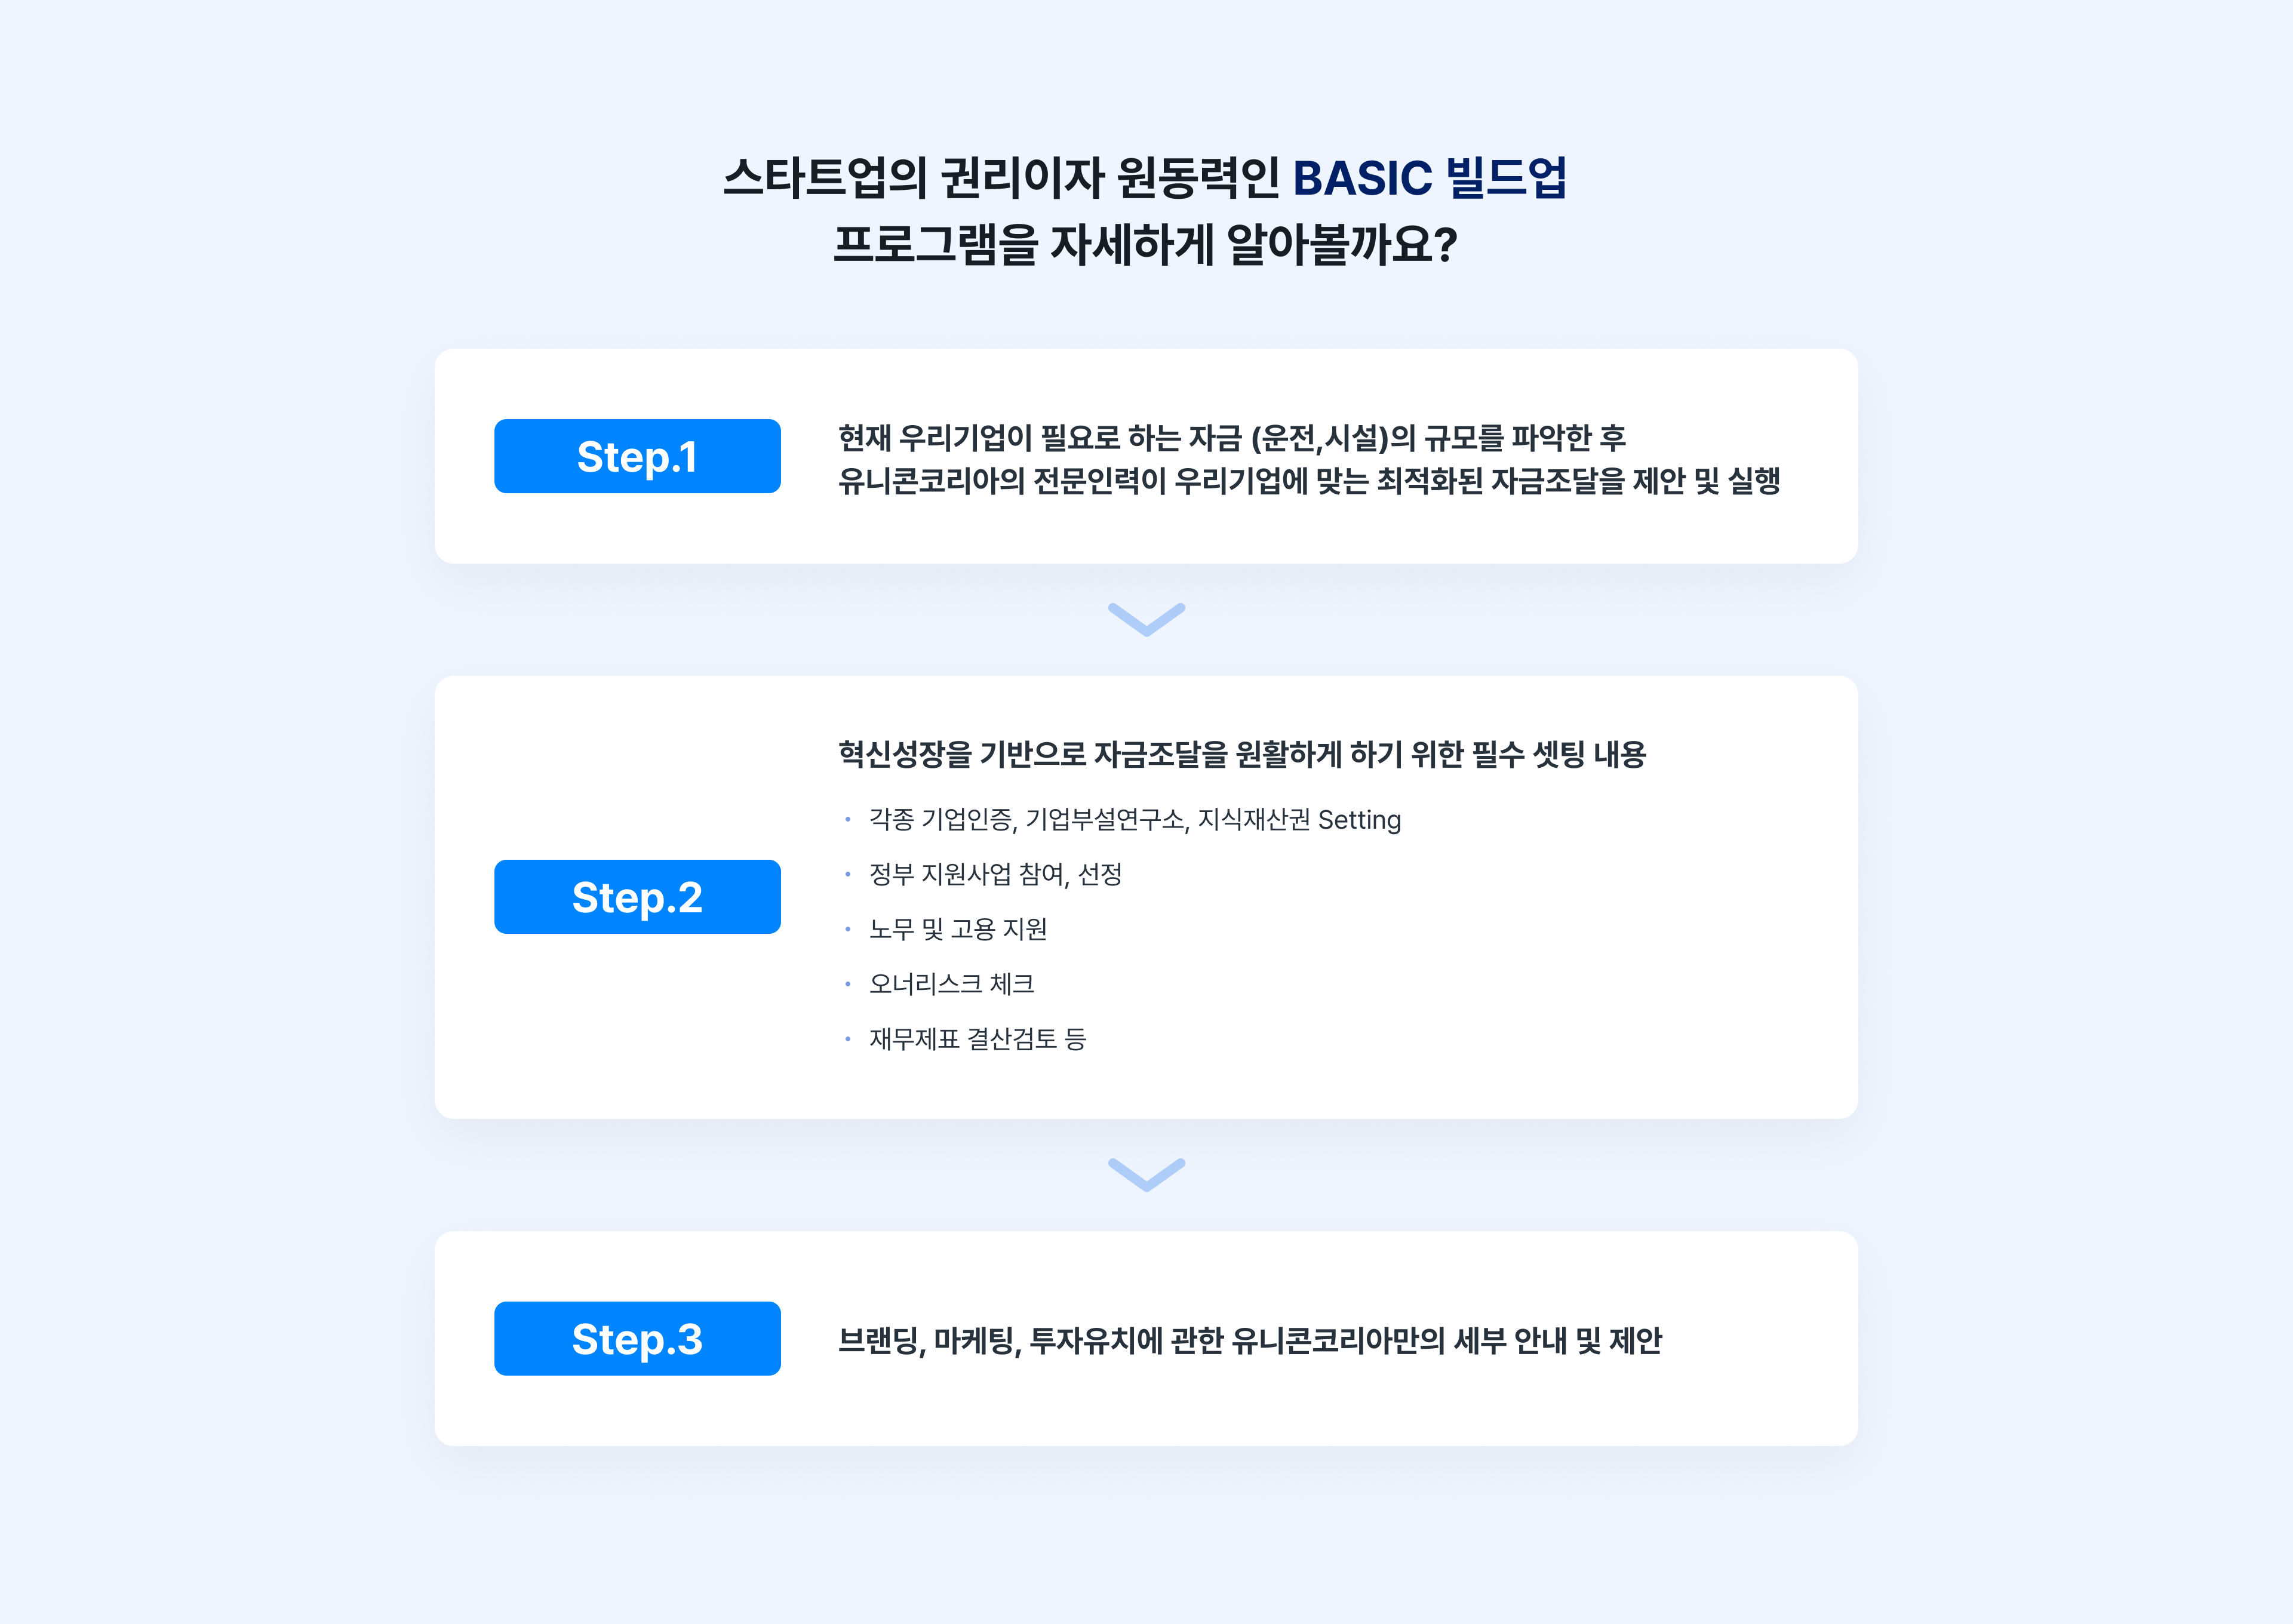 스타트업의 권리이자 원동력인 BASIC 빌드업
프로그램을 자세하게 알아볼까요?
Step.1
현재 우리기업이 필요로 하는 자금 (운전,시설)의 규모를 파악한 후
유니콘코리아의 전문인력이 우리기업에 맞는 최적화된 자금조달을 제안 및 실행
Step.2
혁신성장을 기반으로 자금조달을 원활하게 하기 위한 필수 셋팅 내용
• 각종 기업인증, 기업부설연구소, 지식재산권 Setting
• 정부 지원사업 참여, 선정
• 노무 및 고용 지원
• 오너리스크 체크
• 재무제표 결산검토 등
Step.3
브랜딩, 마케팅, 투자유치에 관한 유니콘코리아만의 세부 안내 및 제안